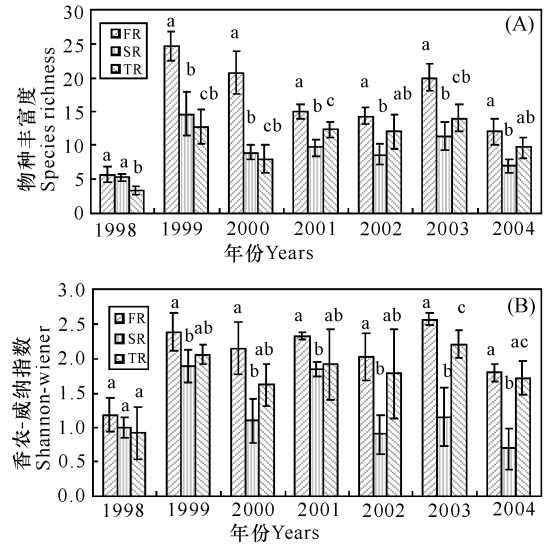 (A)
FR
SR
TR
物种丰富度
Species richness
30
25
20
15
10
5
0
a a b
a b cb
a b cb
a b c
a b ab
a b cb
a b ab
1998 1999 2000 2001 2002 2003 2004
年份Years
(B)
FR
SR
TR
香农-威纳指数
Shannon-wiener
3.0
2.5
2.0
1.5
1.0
0.5
0.0
a a a
a b ab
a b ab
a b ab
a b ab
a b c
a b ac
1998 1999 2000 2001 2002 2003 2004
年份Years